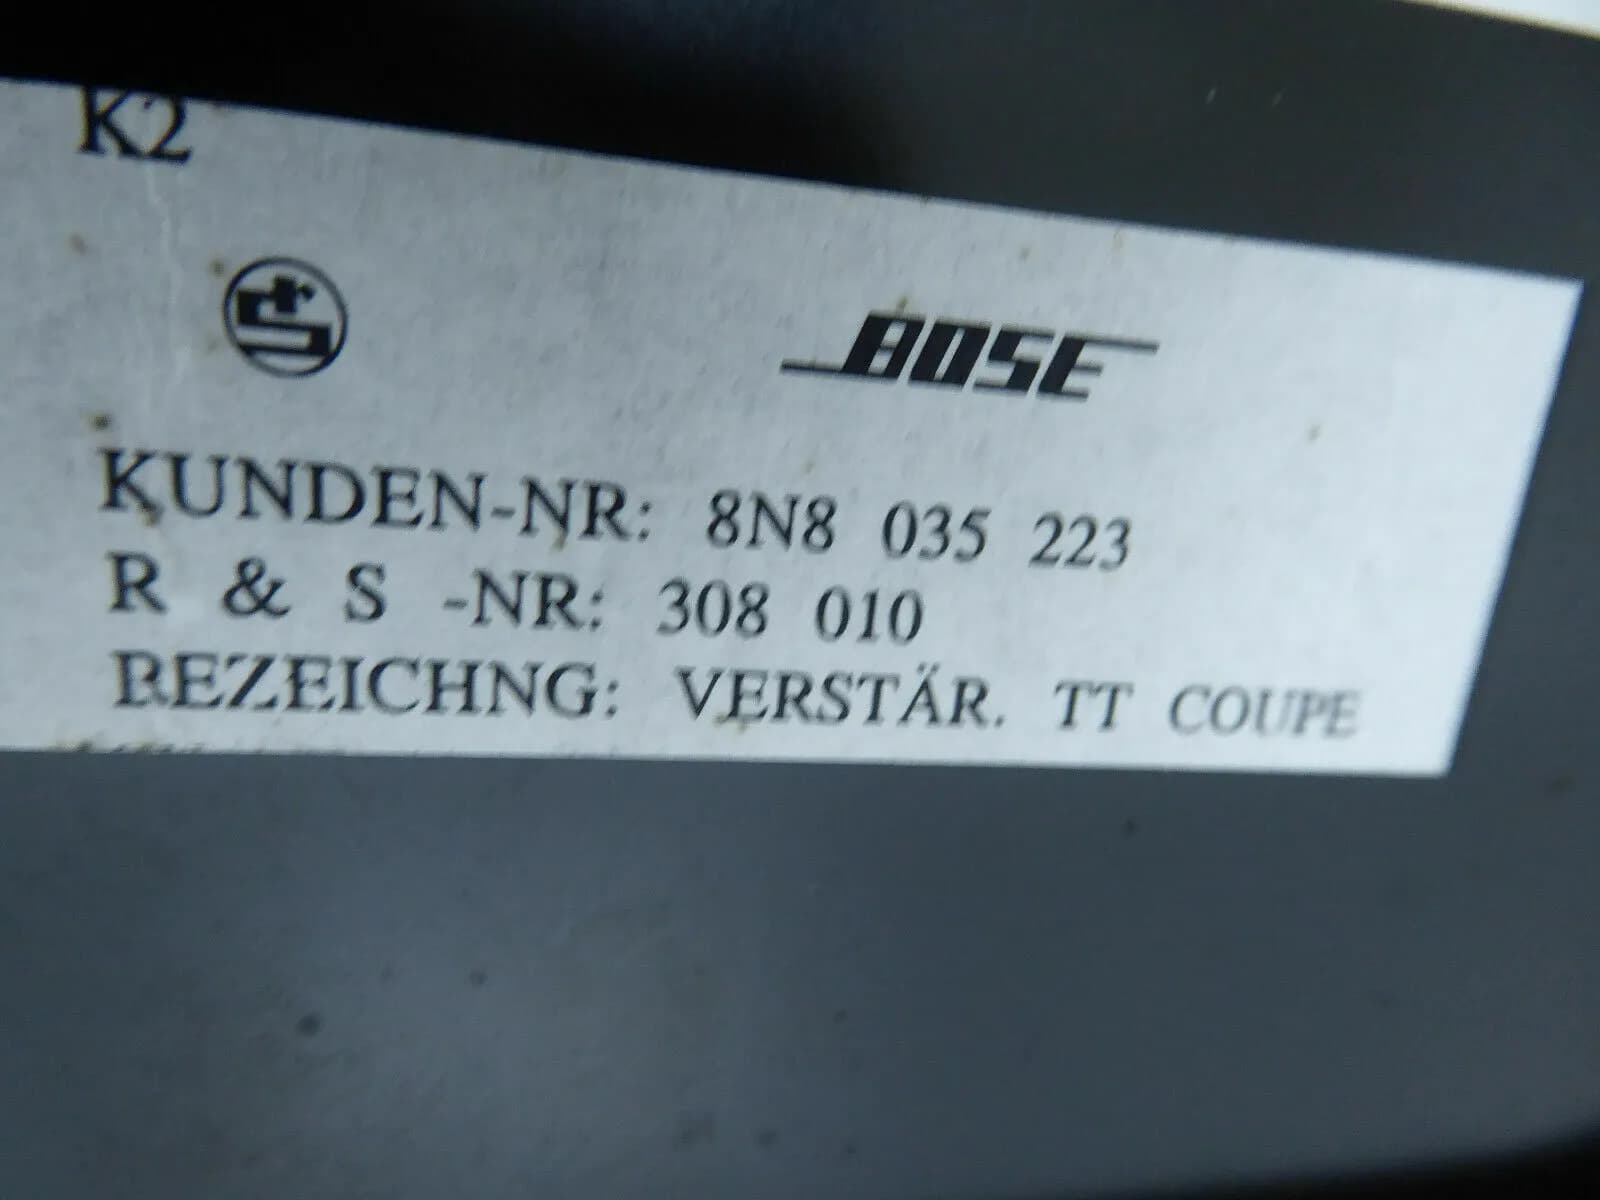 K2
BOSE
KUNDEN-NR: 8N8 035 223
R & S -NR: 308 010
BEZEICHNG: VERSTÄR. TT COUPE